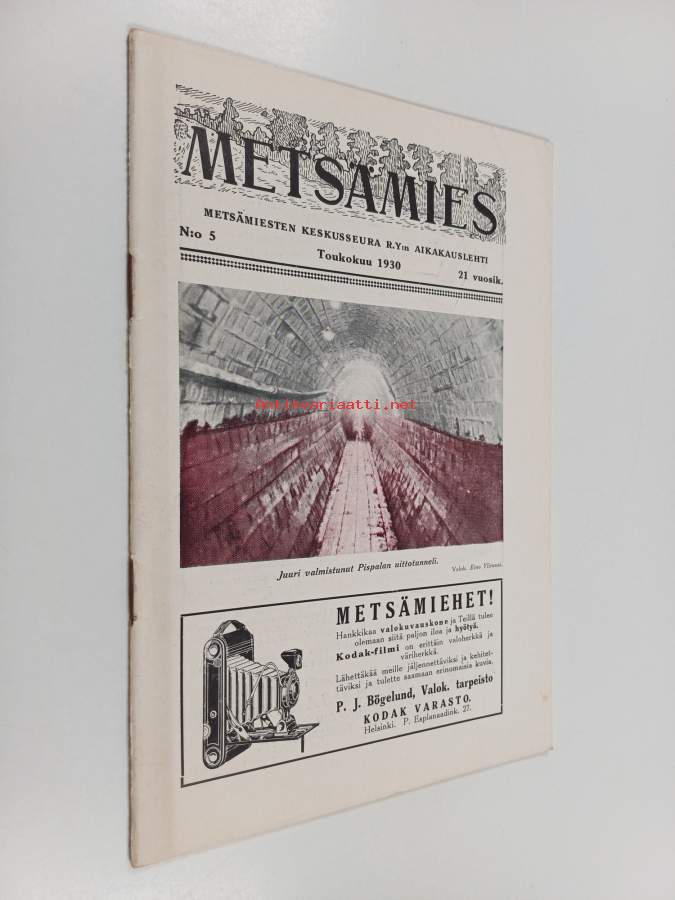 METSÄMIES
METSÄMIESTEN KESKUSSEURA R.Y:n AIKAKAUSLEHTI
N:o 5 Toukokuu 1930 21 vuosik.
Antikvariaatti.net
Juuri valmistunut Pispalan uittotunneli.
Valok. Eino
METSÄMIEHET!
Hankkikaa valokuvauskone ja Teillä tulee
olemaan siitä paljon iloa ja hyötyä.
Kodak-filmi on erittäin valoherkkä ja
väriherkkä.
Lähettäkää meille jäljennettäviksi ja kehitet-
täviksi ja tulette saamaan erinomaisia kuvia.
P. J. Bögelund, Valok. tarpeisto
KODAK VARASTO.
Helsinki. P. Esplanaadink. 27.